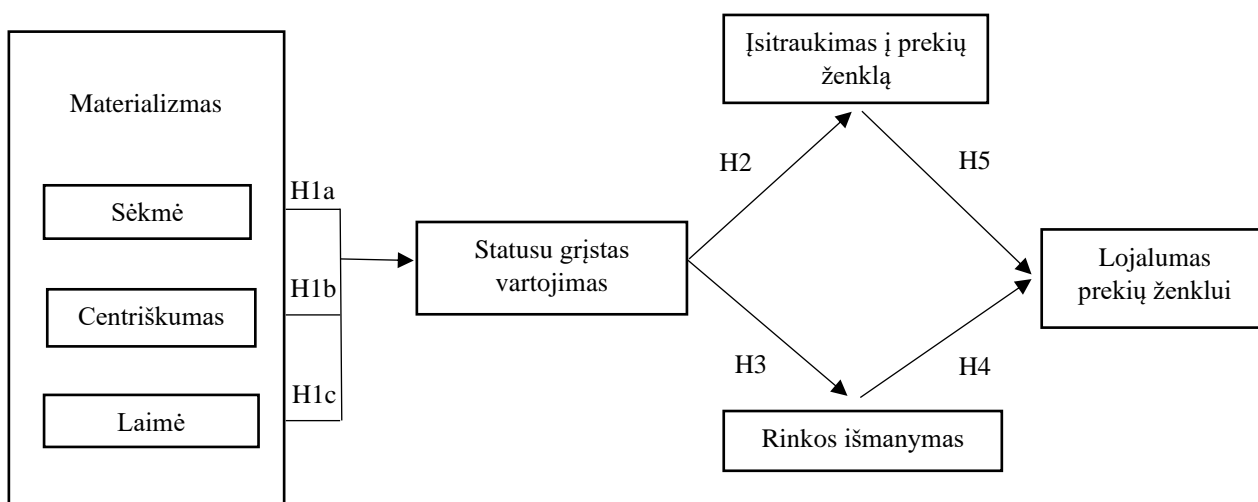 Materializmas
Sėkmė
Centriškumas
Laimė
H1a
H1b
H1c
Statusu grįstas
vartojimas
H2
H3
Įsitraukimas į prekių
ženklą
Rinkos išmanymas
H5
H4
Lojalumas
prekių ženklui